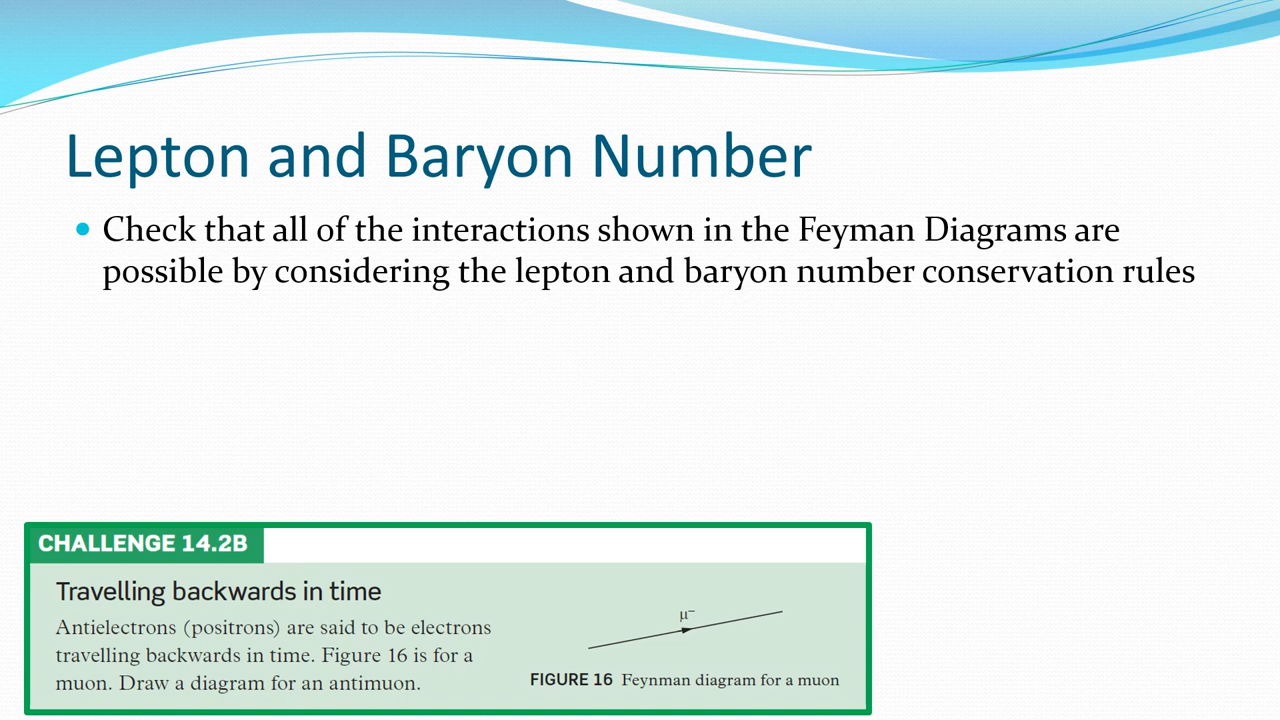 Lepton and Baryon Number
Check that all of the interactions shown in the Feyman Diagrams are
possible by considering the lepton and baryon number conservation rules
CHALLENGE 14.2B
Travelling backwards in time
Antielectrons (positrons) are said to be electrons
travelling backwards in time. Figure 16 is for a
muon. Draw a diagram for an antimuon.
μ⁻
FIGURE 16 Feynman diagram for a muon